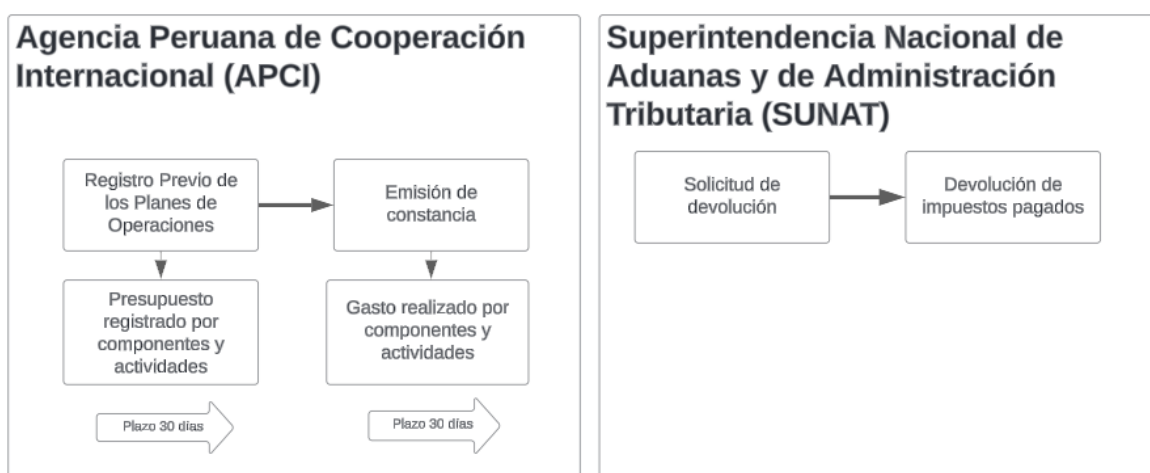 Agencia Peruana de Cooperación
Internacional (APCI)
Registro Previo de
los Planes de
Operaciones
Emisión de
constancia
Presupuesto
registrado por
componentes y
actividades
Gasto realizado por
componentes y
actividades
Plazo 30 días
Plazo 30 días
Superintendencia Nacional de
Aduanas y de Administración
Tributaria (SUNAT)
Solicitud de
devolución
Devolución de
impuestos pagados